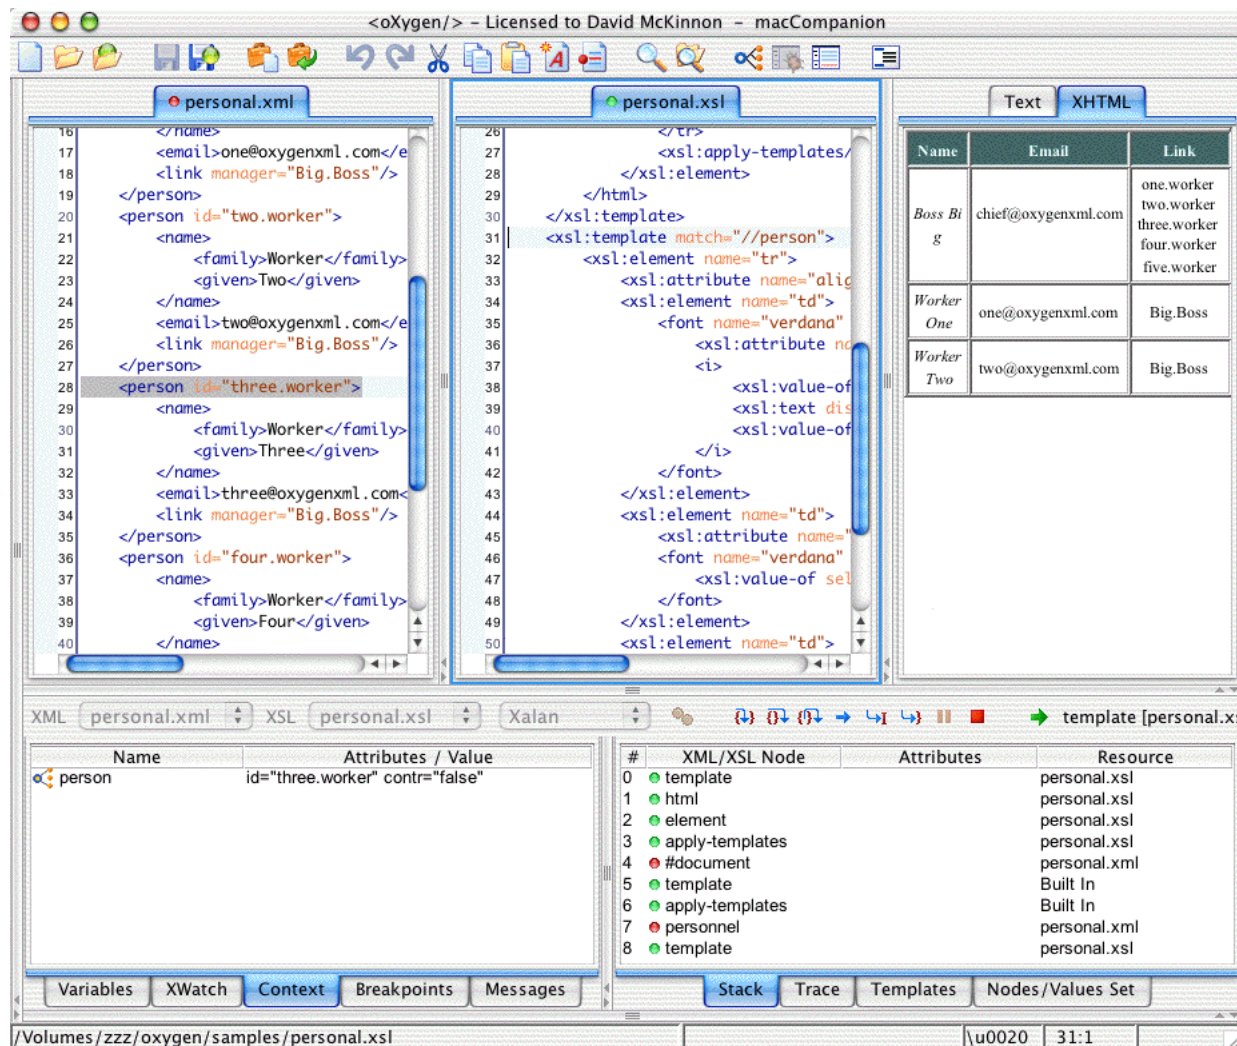 <oXygen/> – Licensed to David McKinnon – macCompanion
personal.xml
16 </name>
17 <email>one@oxygenxml.com</e
18 <link manager="Big.Boss"/>
19 </person>
20 <person id="two.worker">
21 <name>
22 <family>Worker</family>
23 <given>Two</given>
24 </name>
25 <email>two@oxygenxml.com</e
26 <link manager="Big.Boss"/>
27 </person>
28 <person id="three.worker">
29 <name>
30 <family>Worker</family>
31 <given>Three</given>
32 </name>
33 <email>three@oxygenxml.com<
34 <link manager="Big.Boss"/>
35 </person>
36 <person id="four.worker">
37 <name>
38 <family>Worker</family>
39 <given>Four</given>
40 </name>
personal.xsl
26 </tr>
27 <xsl:apply-templates/
28 </xsl:element>
29 </html>
30 </xsl:template>
31 <xsl:template match="//person">
32 <xsl:element name="tr">
33 <xsl:attribute name="alig
34 <xsl:element name="td">
35 <font name="verdana"
36 <xsl:attribute na
37 <i>
38 <xsl:value-of
39 <xsl:text dis
40 <xsl:value-of
41 </i>
42 </font>
43 </xsl:element>
44 <xsl:element name="td">
45 <xsl:attribute name="
46 <font name="verdana"
47 <xsl:value-of sel
48 </font>
49 </xsl:element>
50 <xsl:element name="td">
Text XHTML
Name Email Link
Boss Bi
g
chief@oxygenxml.com
one.worker
two.worker
three.worker
four.worker
five.worker
Worker
One
one@oxygenxml.com Big.Boss
Worker
Two
two@oxygenxml.com Big.Boss
XML personal.xml XSL personal.xsl Xalan template [personal.xs
Name Attributes / Value
person id="three.worker" contr="false"
# XML/XSL Node Attributes Resource
0 template personal.xsl
1 html personal.xsl
2 element personal.xsl
3 apply-templates personal.xsl
4 #document personal.xml
5 template Built In
6 apply-templates Built In
7 personnel personal.xml
8 template personal.xsl
Variables XWatch Context Breakpoints Messages
Stack Trace Templates Nodes/Values Set
/Volumes/zzz/oxygen/samples/personal.xsl \u0020 31:1